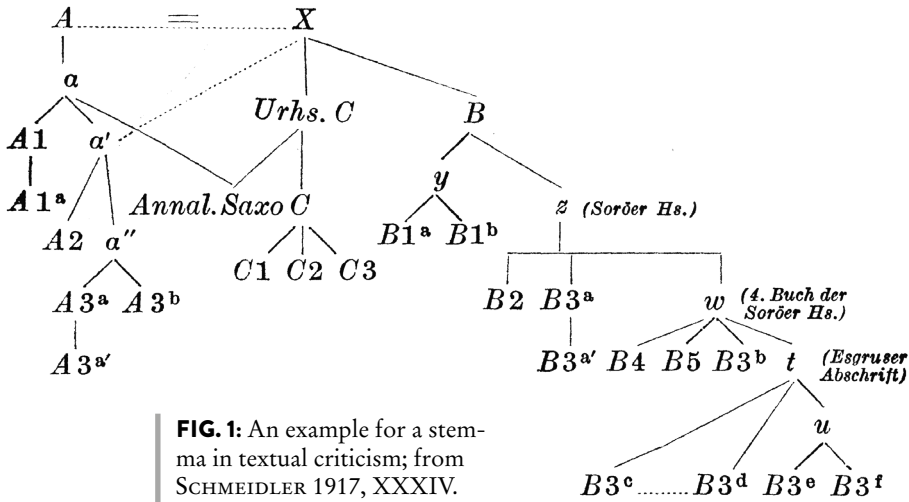 A = X
a
Urhs. C B
A1 a′
y
A1ᵃ Annal. Saxo C z (Soröer Hs.)
A2 a″ B1ᵃ B1ᵇ
C1 C2 C3
A3ᵃ A3ᵇ B2 B3ᵃ w (4. Buch der
Soröer Hs.)
A3ᵃ′ B3ᵃ′ B4 B5 B3ᵇ t (Esgruser
Abschrift)
u
B3ᶜ B3ᵈ B3ᵉ B3ᶠ
FIG. 1: An example for a stem-
ma in textual criticism; from
SCHMEIDLER 1917, XXXIV.